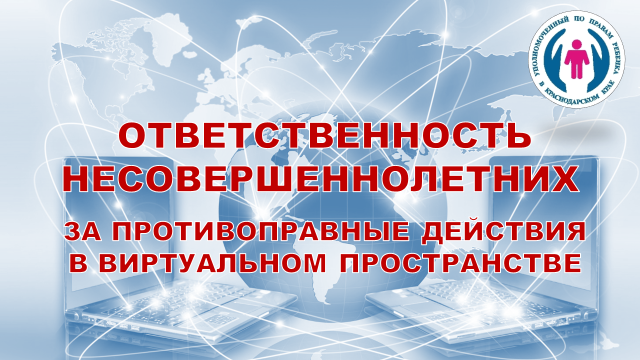 УПОЛНОМОЧЕННЫЙ ПО ПРАВАМ РЕБЕНКА
В КРАСНОДАРСКОМ КРАЕ
ОТВЕТСТВЕННОСТЬ
НЕСОВЕРШЕННОЛЕТНИХ
ЗА ПРОТИВОПРАВНЫЕ ДЕЙСТВИЯ
В ВИРТУАЛЬНОМ ПРОСТРАНСТВЕ